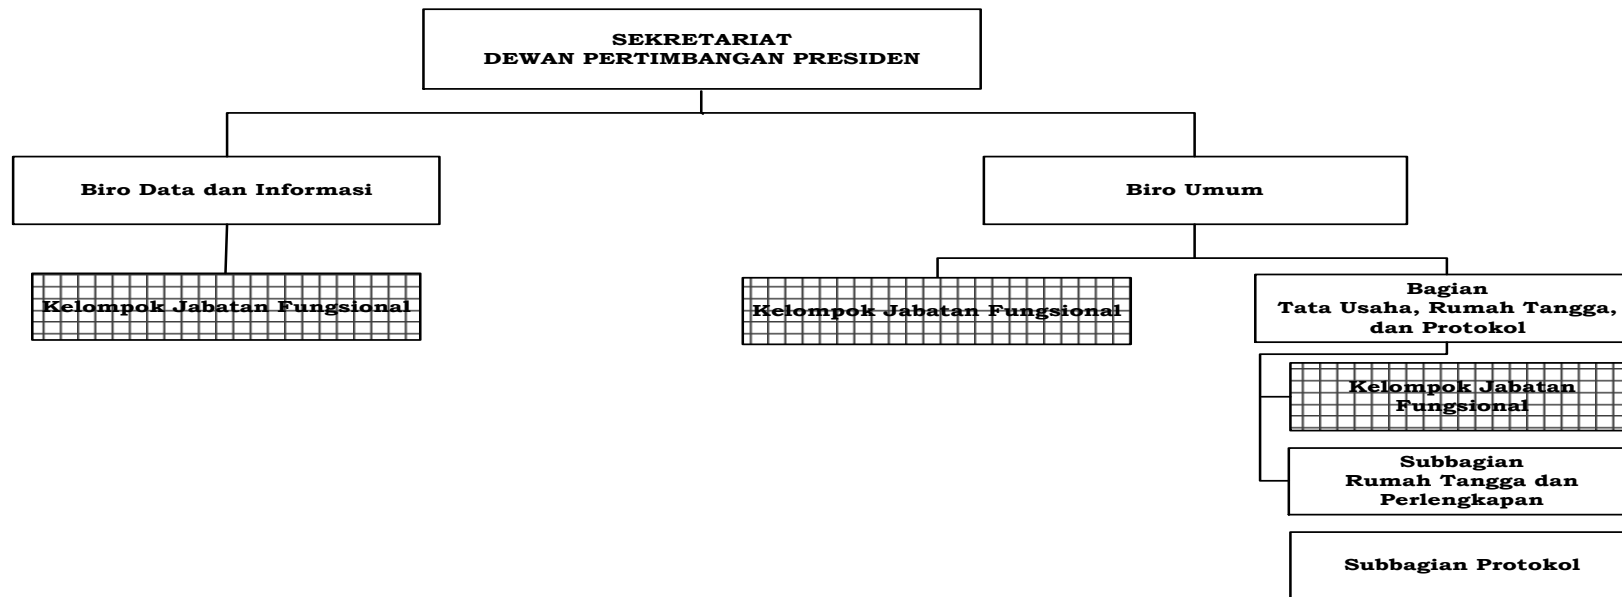 SEKRETARIAT
DEWAN PERTIMBANGAN PRESIDEN
Biro Data dan Informasi
Biro Umum
Kelompok Jabatan Fungsional
Kelompok Jabatan Fungsional
Bagian
Tata Usaha, Rumah Tangga,
dan Protokol
Kelompok Jabatan
Fungsional
Subbagian
Rumah Tangga dan
Perlengkapan
Subbagian Protokol